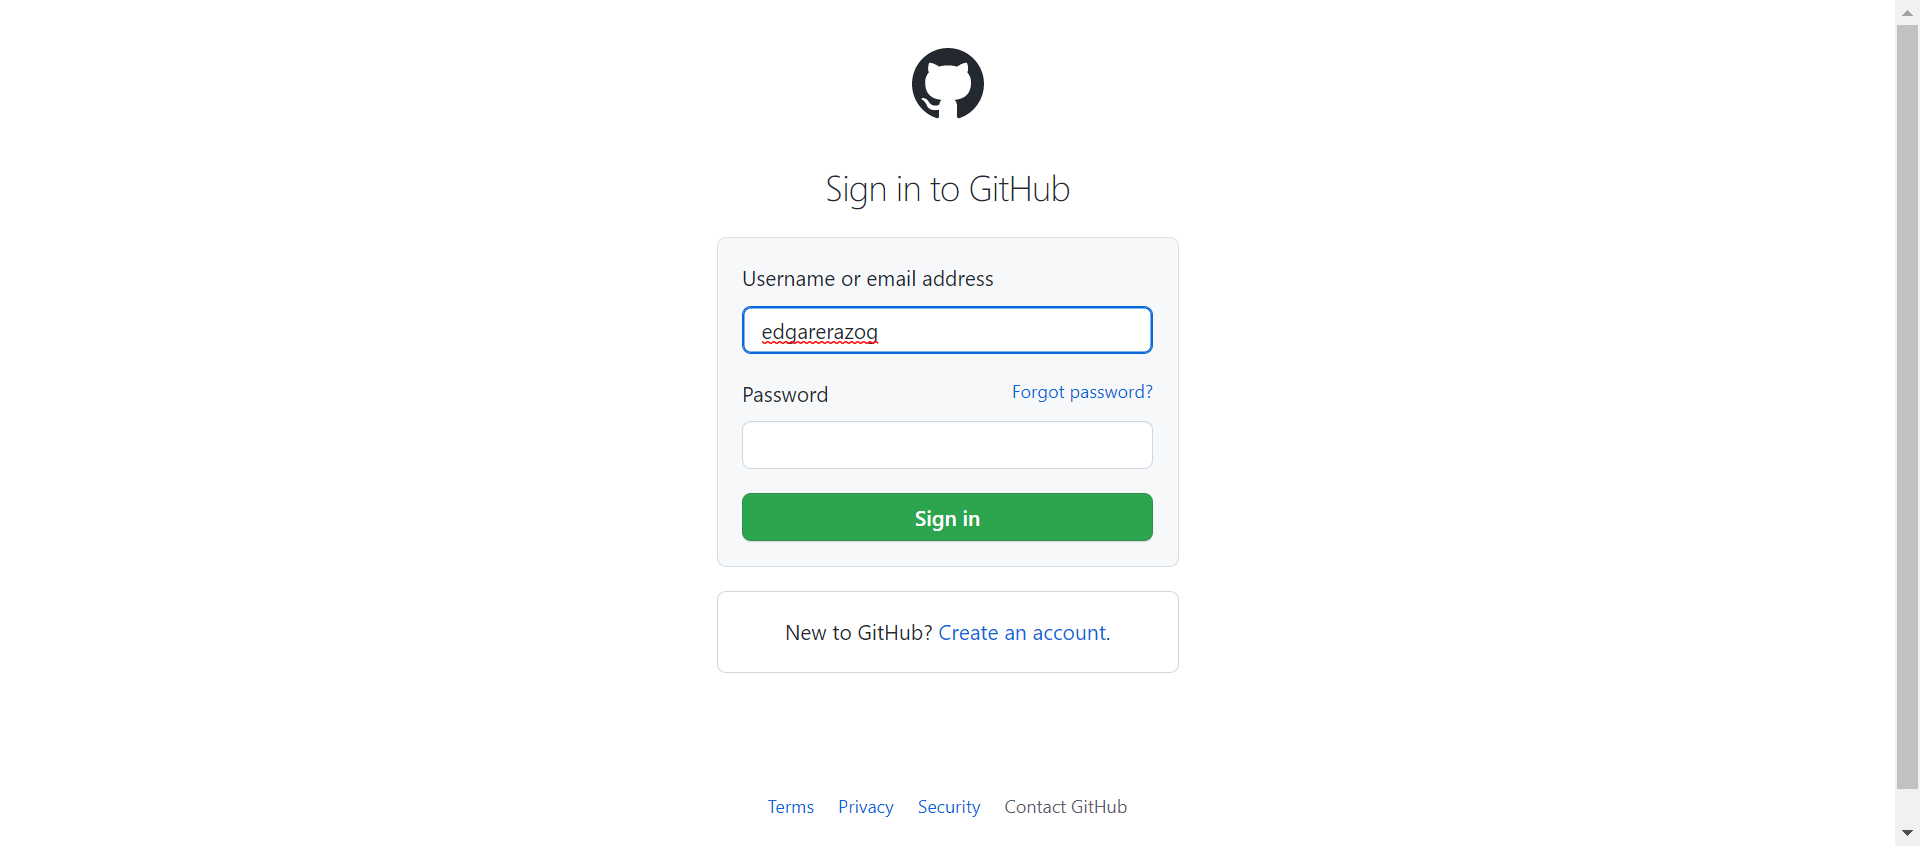 Sign in to GitHub
Username or email address
edgarerazog
Password
Forgot password?
Sign in
New to GitHub? Create an account.
Terms Privacy Security Contact GitHub